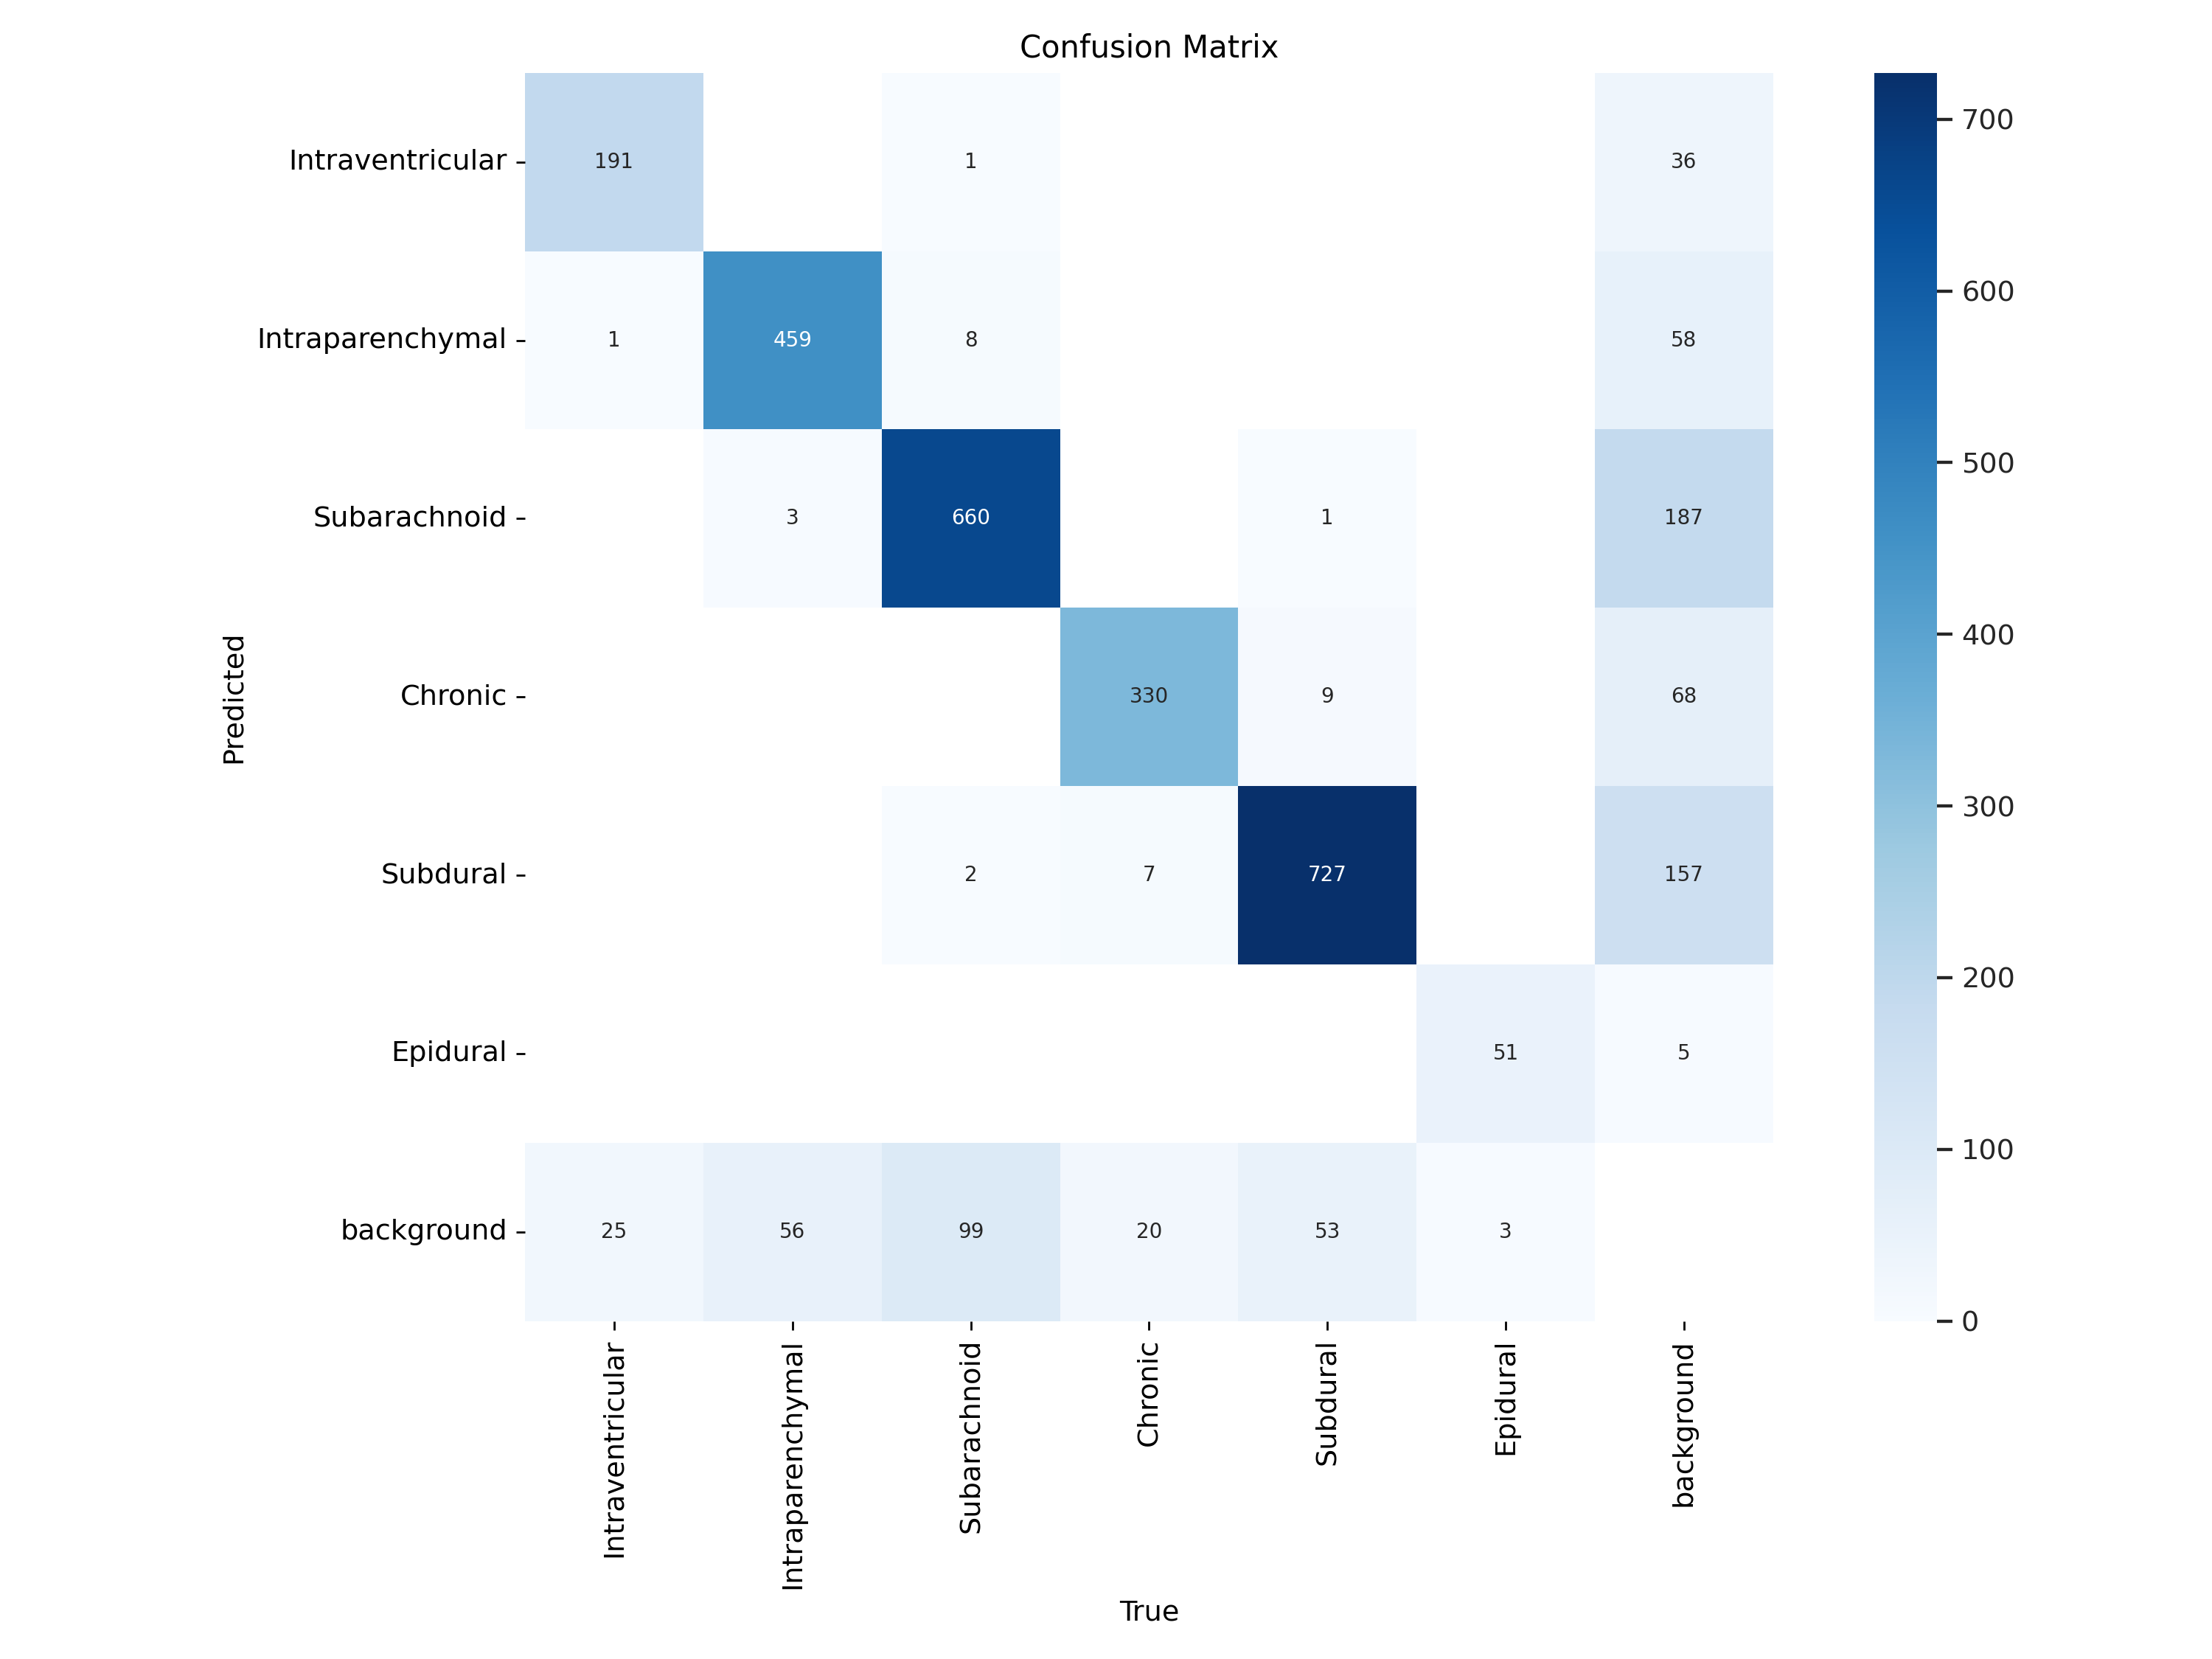 Confusion Matrix
Intraventricular 191 1 36
Intraparenchymal 1 459 8 58
Subarachnoid 3 660 1 187
Chronic 330 9 68
Subdural 2 7 727 157
Epidural 51 5
background 25 56 99 20 53 3
Predicted
Intraventricular
Intraparenchymal
Subarachnoid
Chronic
Subdural
Epidural
background
True
700
600
500
400
300
200
100
0